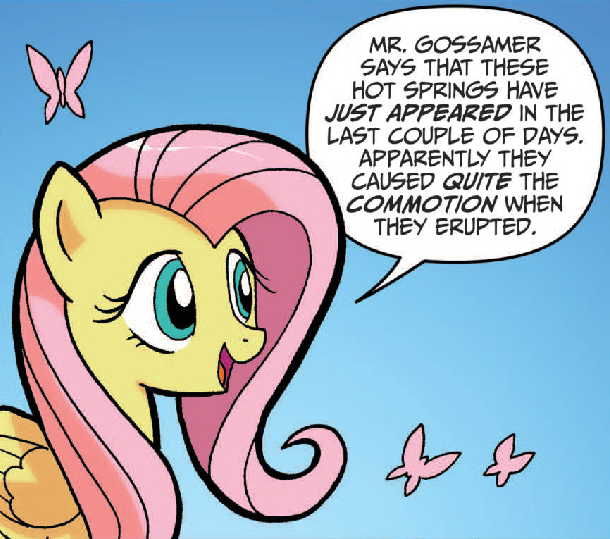 MR. GOSSAMER
SAYS THAT THESE
HOT SPRINGS HAVE
JUST APPEARED IN THE
LAST COUPLE OF DAYS.
APPARENTLY THEY
CAUSED QUITE THE
COMMOTION WHEN
THEY ERUPTED.